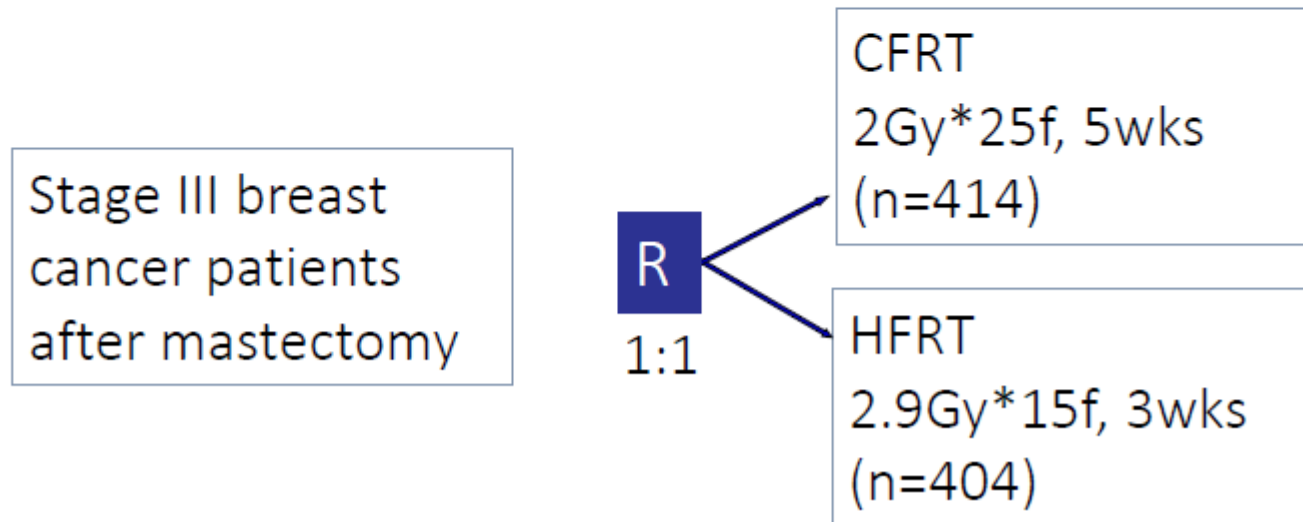 Stage III breast
cancer patients
after mastectomy
R
1:1
CFRT
2Gy*25f, 5wks
(n=414)
HFRT
2.9Gy*15f, 3wks
(n=404)